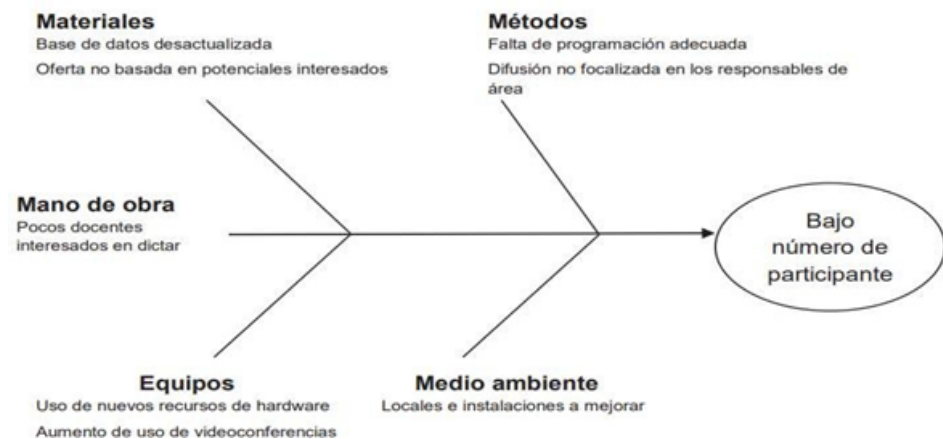 Materiales
Base de datos desactualizada
Oferta no basada en potenciales interesados
Métodos
Falta de programación adecuada
Difusión no focalizada en los responsables de
área
Mano de obra
Pocos docentes
interesados en dictar
Bajo
número de
participante
Equipos
Uso de nuevos recursos de hardware
Aumento de uso de videoconferencias
Medio ambiente
Locales e instalaciones a mejorar